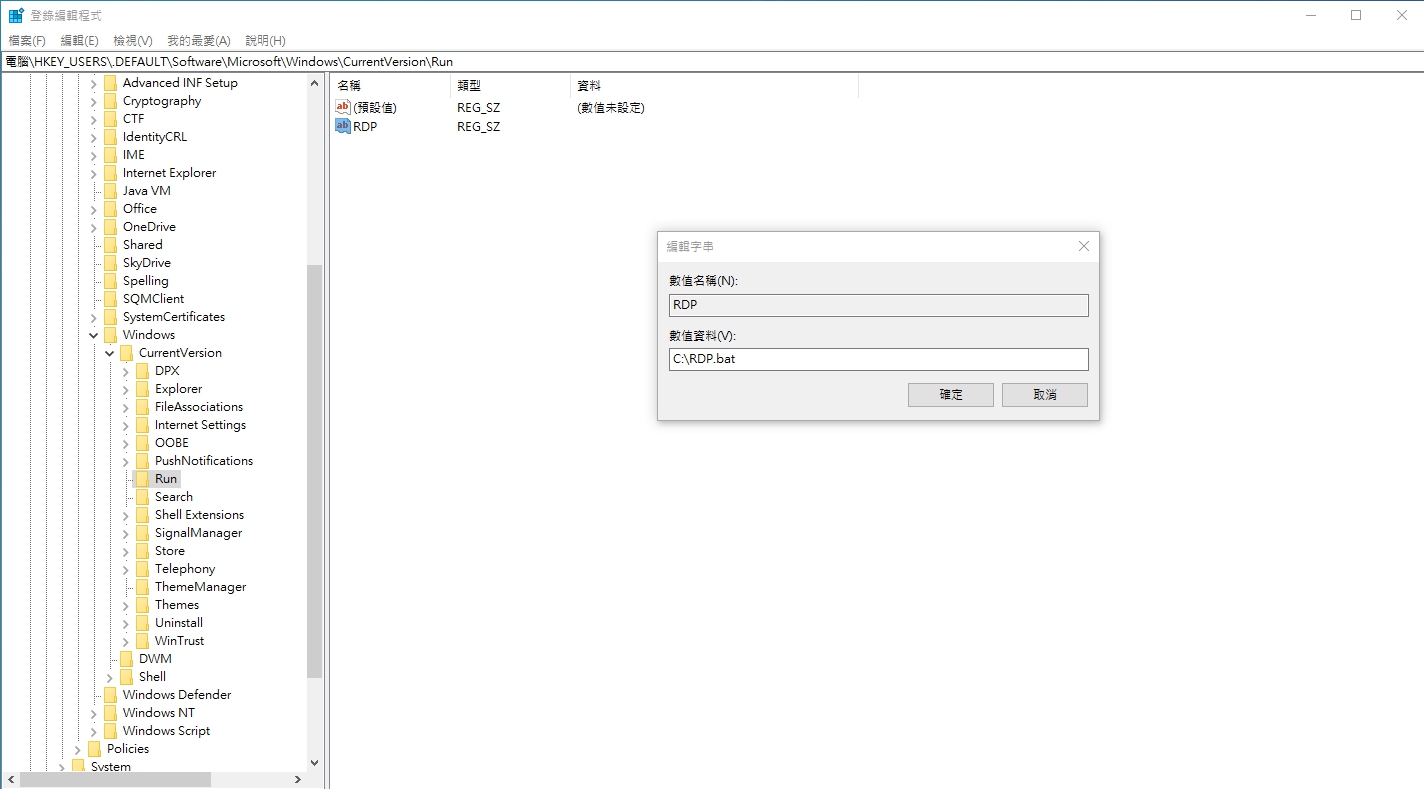 登錄編輯程式
檔案(F) 編輯(E) 檢視(V) 我的最愛(A) 說明(H)
電腦\HKEY_USERS\.DEFAULT\Software\Microsoft\Windows\CurrentVersion\Run
Advanced INF Setup
Cryptography
CTF
IdentityCRL
IME
Internet Explorer
Java VM
Office
OneDrive
Shared
SkyDrive
Spelling
SQMClient
SystemCertificates
Windows
CurrentVersion
DPX
Explorer
FileAssociations
Internet Settings
OOBE
PushNotifications
Run
Search
Shell Extensions
SignalManager
Store
Telephony
ThemeManager
Themes
Uninstall
WinTrust
DWM
Shell
Windows Defender
Windows NT
Windows Script
Policies
System
名稱 類型 資料
(預設值) REG_SZ (數值未設定)
RDP REG_SZ
編輯字串
數值名稱(N):
RDP
數值資料(V):
C:\RDP.bat
確定 取消